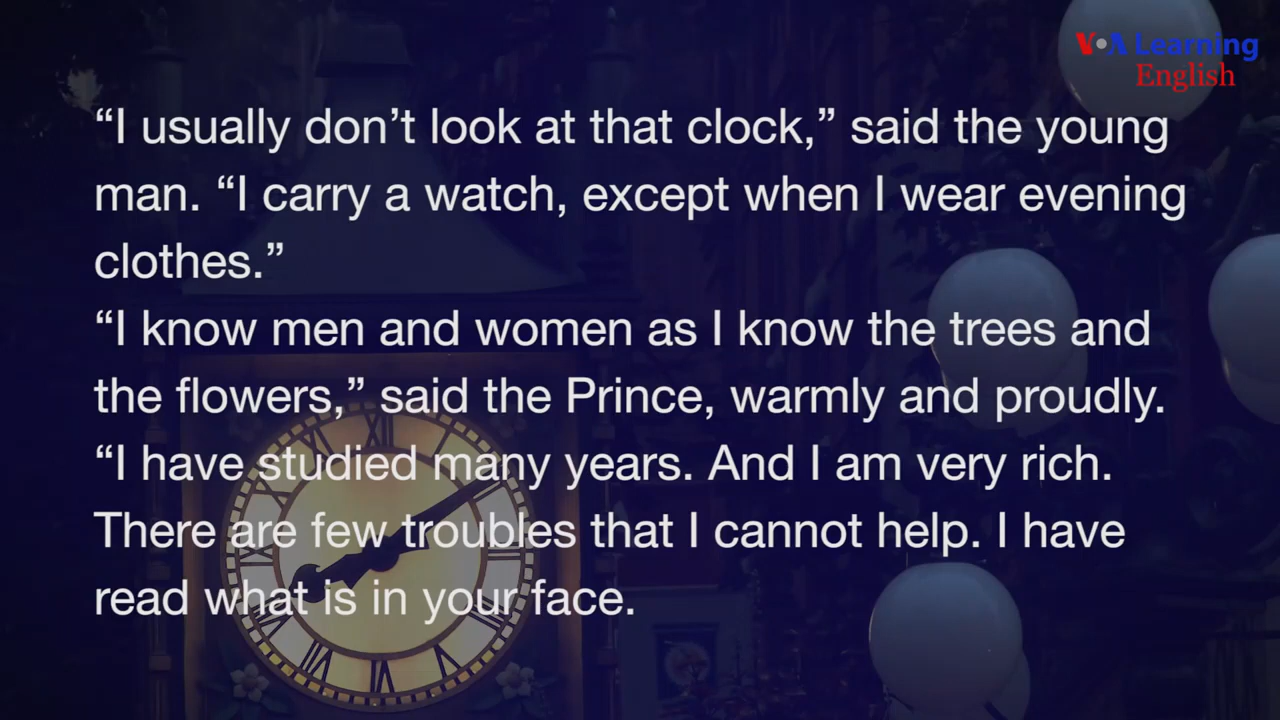 VOA Learning
English
“I usually don’t look at that clock,” said the young
man. “I carry a watch, except when I wear evening
clothes.”
“I know men and women as I know the trees and
the flowers,” said the Prince, warmly and proudly.
“I have studied many years. And I am very rich.
There are few troubles that I cannot help. I have
read what is in your face.